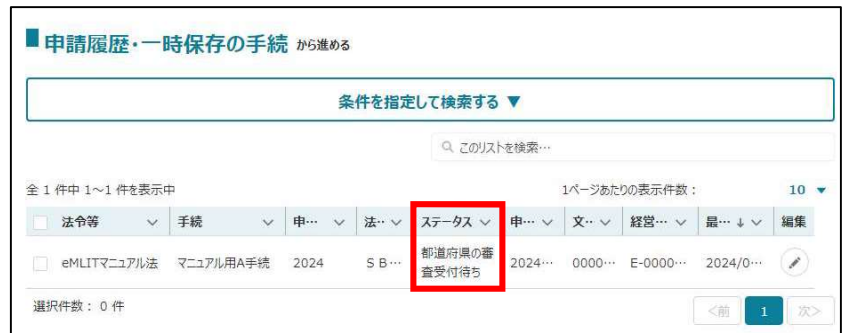 申請履歴・一時保存の手続 から進める
条件を指定して検索する ▼
このリストを検索…
全 1 件中 1~1 件を表示中 1ページあたりの表示件数： 10 ▼
法令等 手続 申… 法… ステータス 申… 文… 経営… 最… ↓ 編集
eMLITマニュアル法 マニュアル用A手続 2024 S B… 都道府県の審 2024… 0000… E-0000… 2024/0…
査受付待ち
選択件数： 0 件 <前 1 次>